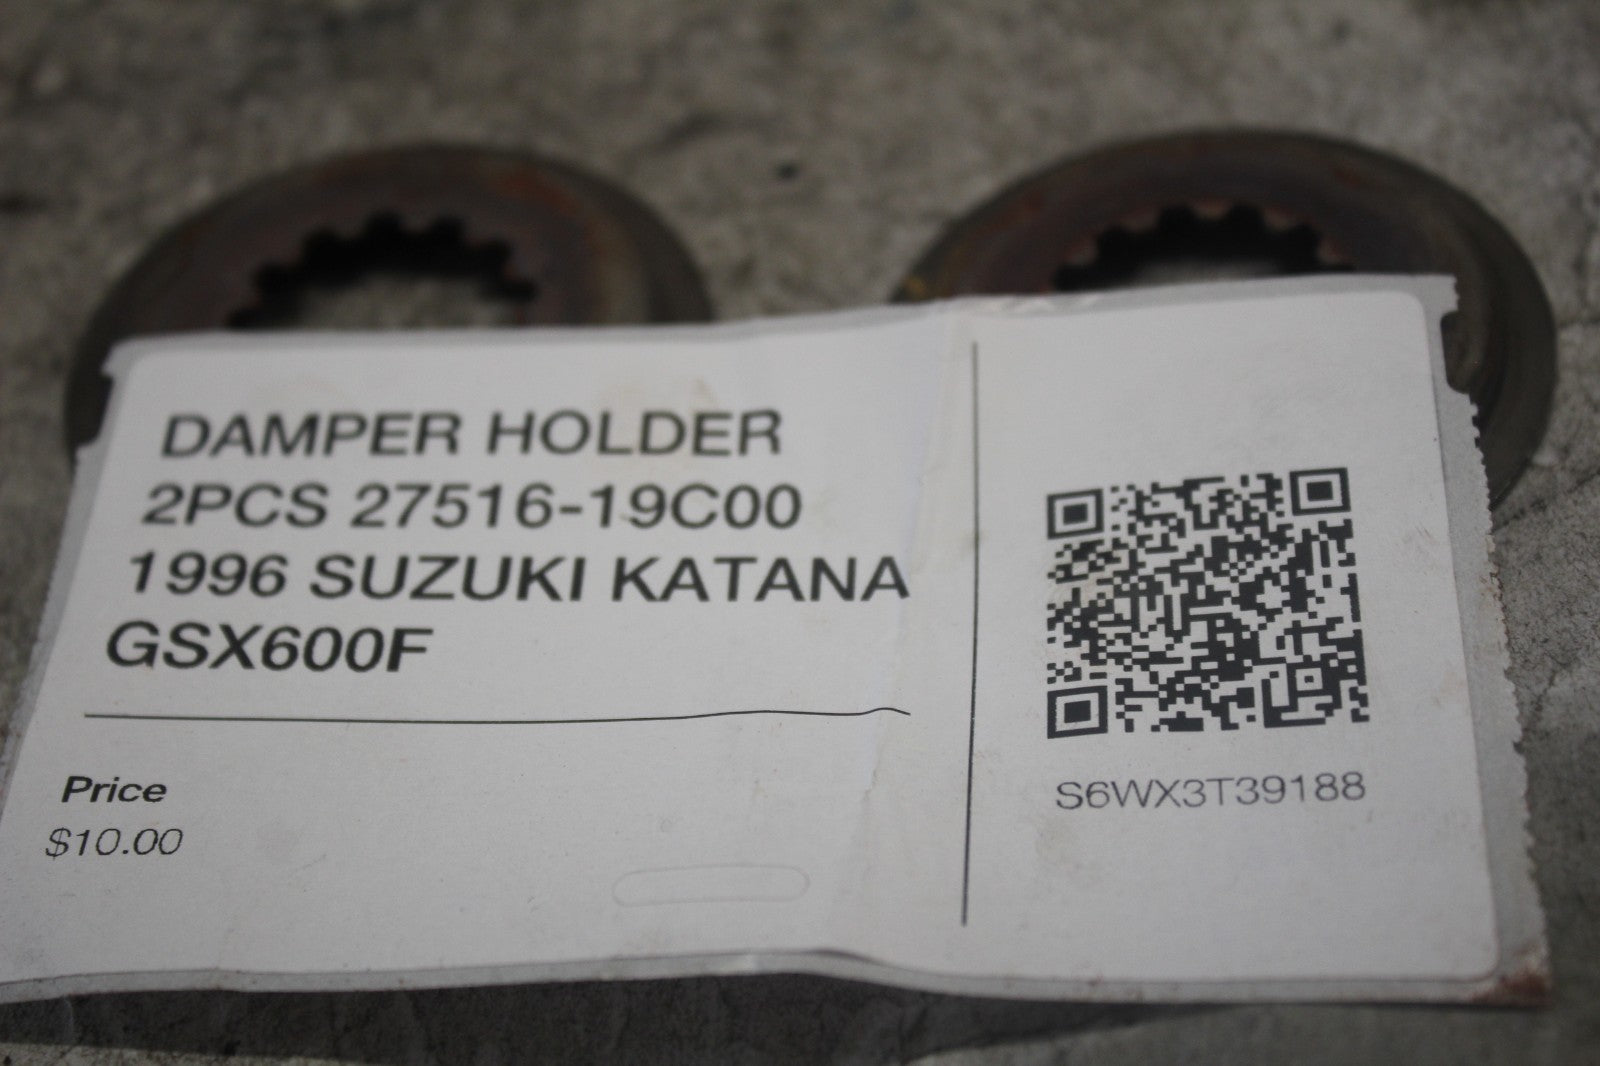 DAMPER HOLDER
2PCS 27516-19C00
1996 SUZUKI KATANA
GSX600F
Price
$10.00
S6WX3T39188